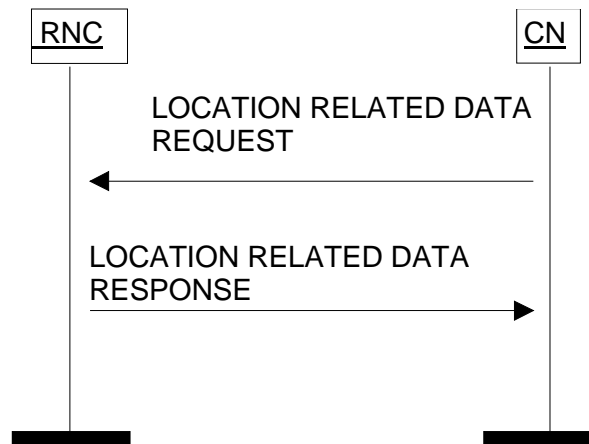 RNC
CN
LOCATION RELATED DATA
REQUEST
LOCATION RELATED DATA
RESPONSE